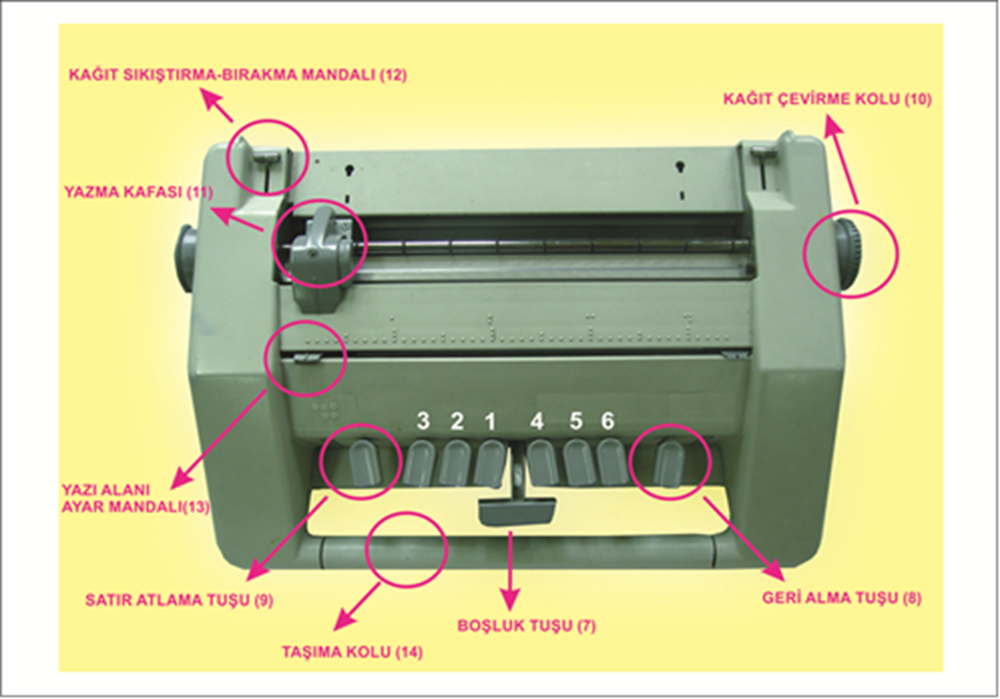 KAĞIT SIKIŞTIRMA-BIRAKMA MANDALI (12)
KAĞIT ÇEVİRME KOLU (10)
YAZMA KAFASI (11)
3 2 1 4 5 6
YAZI ALANI
AYAR MANDALI(13)
SATIR ATLAMA TUŞU (9)
GERİ ALMA TUŞU (8)
BOŞLUK TUŞU (7)
TAŞIMA KOLU (14)